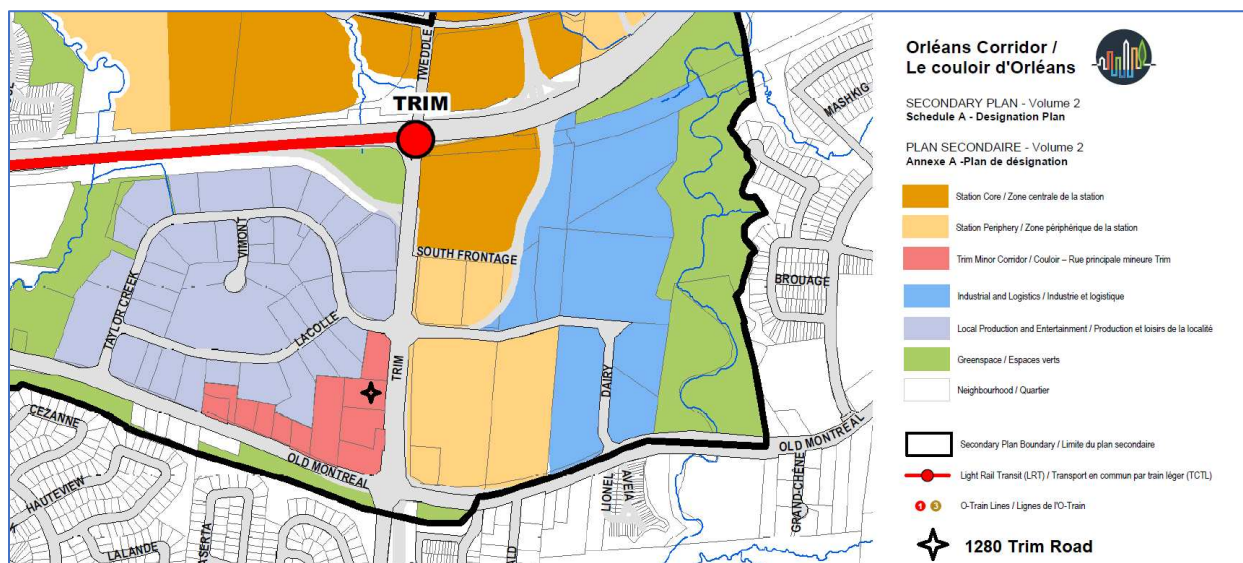 TWEDDLE
TRIM
SOUTH FRONTAGE
VIMONT
TAYLOR CREEK
LACOLLE
TRIM
DAIRY
OLD MONTREAL
OLD MONTRÉAL
CEZANNE
HAUTEVIEW
LALANDE
LIONEL
AVEIA
GRAND-CHÊNE
BROUAGE
MASHKIG
Orléans Corridor /
Le couloir d'Orléans
SECONDARY PLAN - Volume 2
Schedule A - Designation Plan
PLAN SECONDAIRE - Volume 2
Annexe A -Plan de désignation
Station Core / Zone centrale de la station
Station Periphery / Zone périphérique de la station
Trim Minor Corridor / Couloir – Rue principale mineure Trim
Industrial and Logistics / Industrie et logistique
Local Production and Entertainment / Production et loisirs de la localité
Greenspace / Espaces verts
Neighbourhood / Quartier
Secondary Plan Boundary / Limite du plan secondaire
Light Rail Transit (LRT) / Transport en commun par train léger (TCTL)
1 3 O-Train Lines / Lignes de l'O-Train
1280 Trim Road